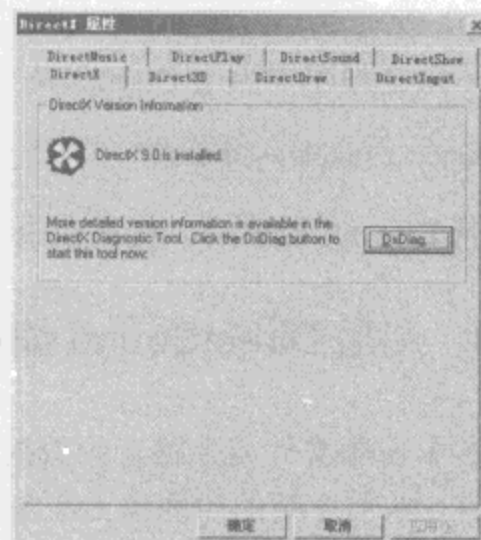 DirectX 属性
DirectMusic DirectPlay DirectSound DirectShow
DirectX Direct3D DirectDraw DirectInput
DirectX Version Information
DirectX 9.0 is installed.
More detailed version information is available in the
DirectX Diagnostic Tool. Click the DxDiag button to
start this tool now.
DxDiag...
确定 取消 应用